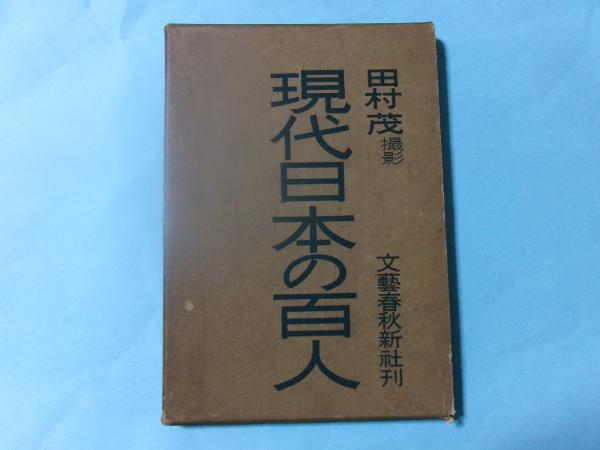 田村茂撮影
現代日本の百人
文藝春秋新社刊